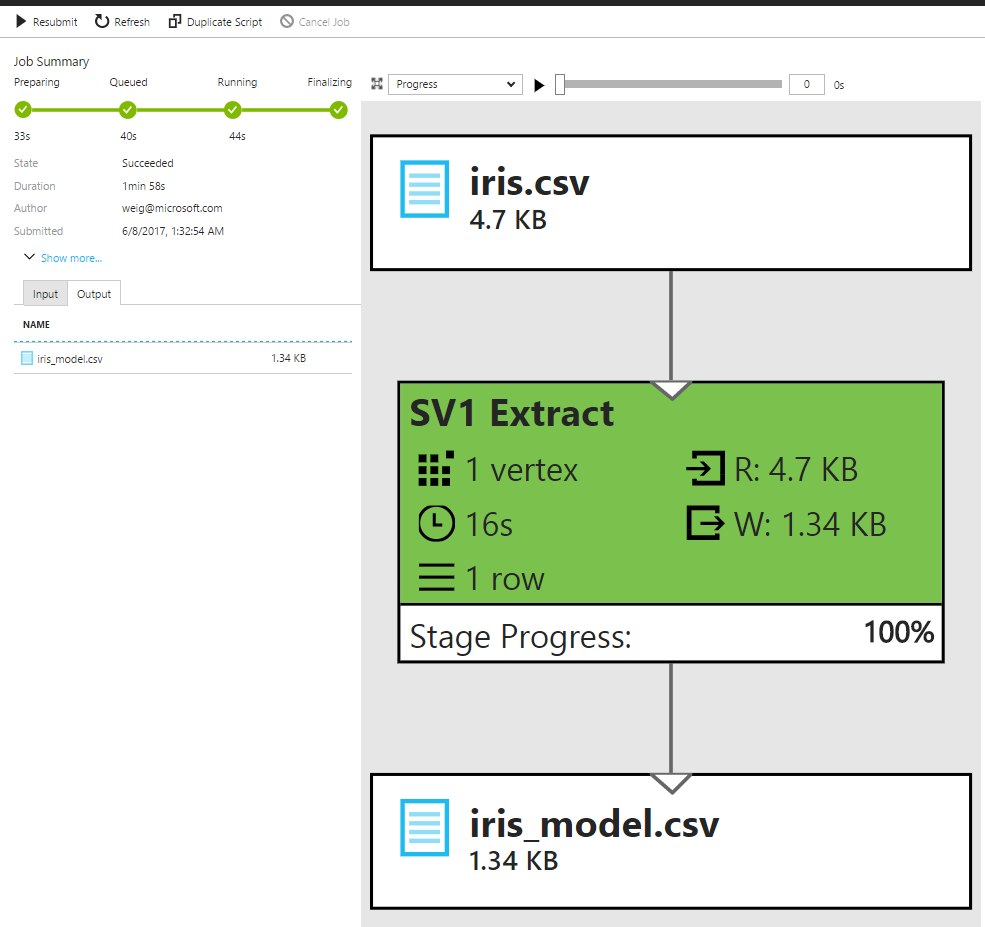 Resubmit Refresh Duplicate Script Cancel Job
Job Summary
Preparing Queued Running Finalizing
33s 40s 44s
State Succeeded
Duration 1min 58s
Author weig@microsoft.com
Submitted 6/8/2017, 1:32:54 AM
Show more...
Input Output
NAME
iris_model.csv 1.34 KB
Progress 0 0s
iris.csv
4.7 KB
SV1 Extract
1 vertex R: 4.7 KB
16s W: 1.34 KB
1 row
Stage Progress: 100%
iris_model.csv
1.34 KB